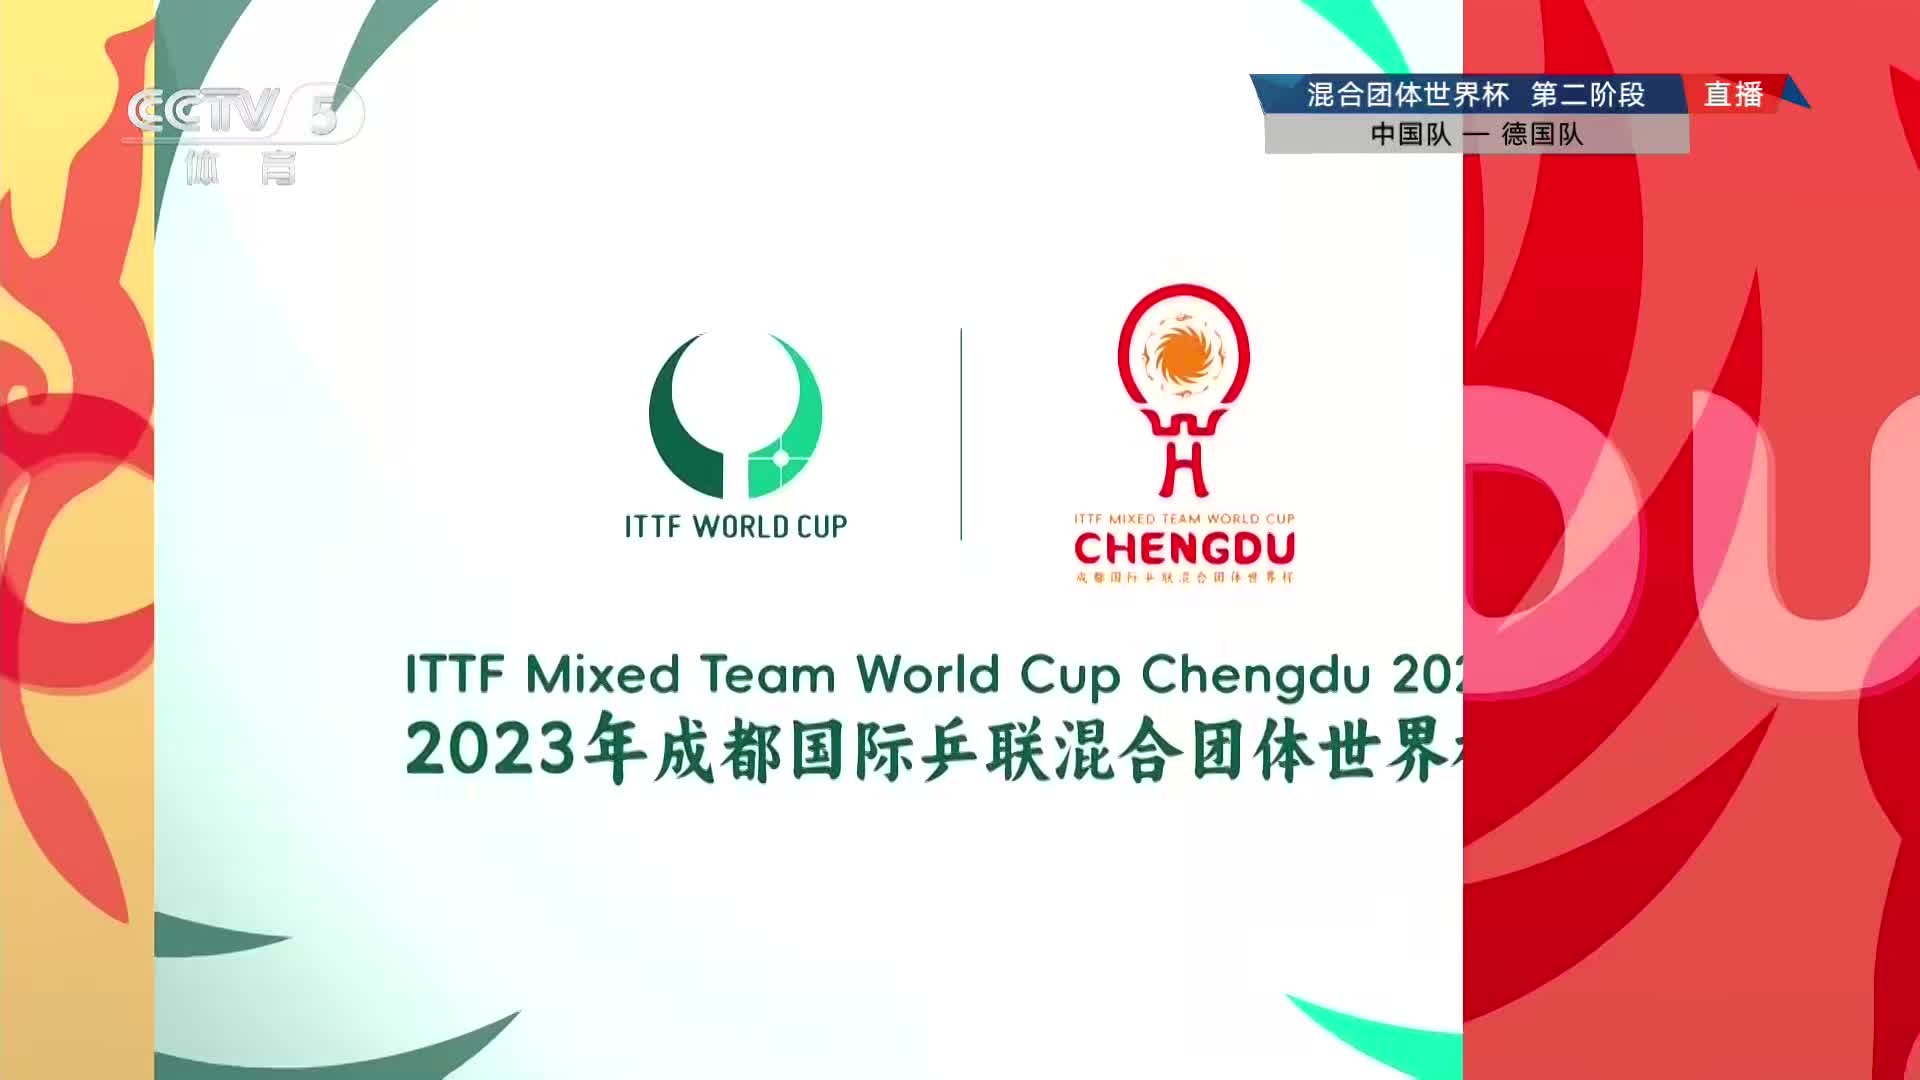 CCTV 5
体育
混合团体世界杯 第二阶段 直播
中国队 — 德国队
ITTF WORLD CUP
ITTF MIXED TEAM WORLD CUP
CHENGDU
成都国际乒联混合团体世界杯
DU
ITTF Mixed Team World Cup Chengdu 202
2023年成都国际乒联混合团体世界